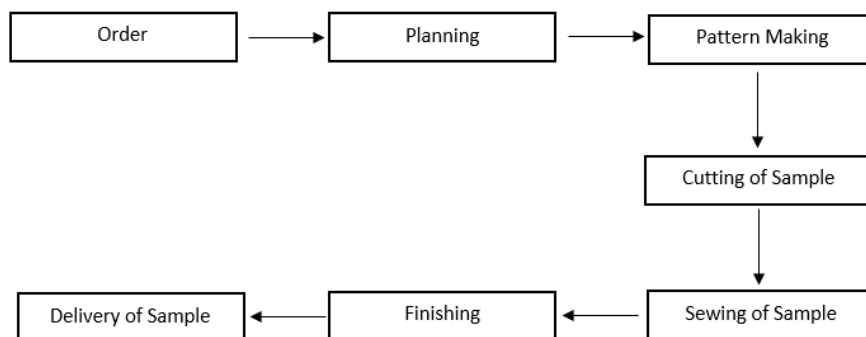 Order
Planning
Pattern Making
Cutting of Sample
Sewing of Sample
Finishing
Delivery of Sample